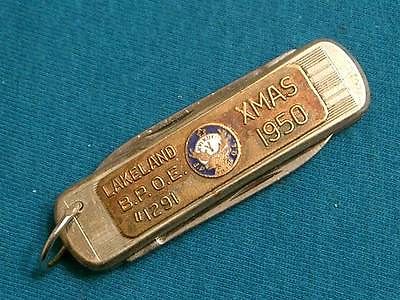 LAKELAND
B.P.O.E.
#1291
XMAS
1950